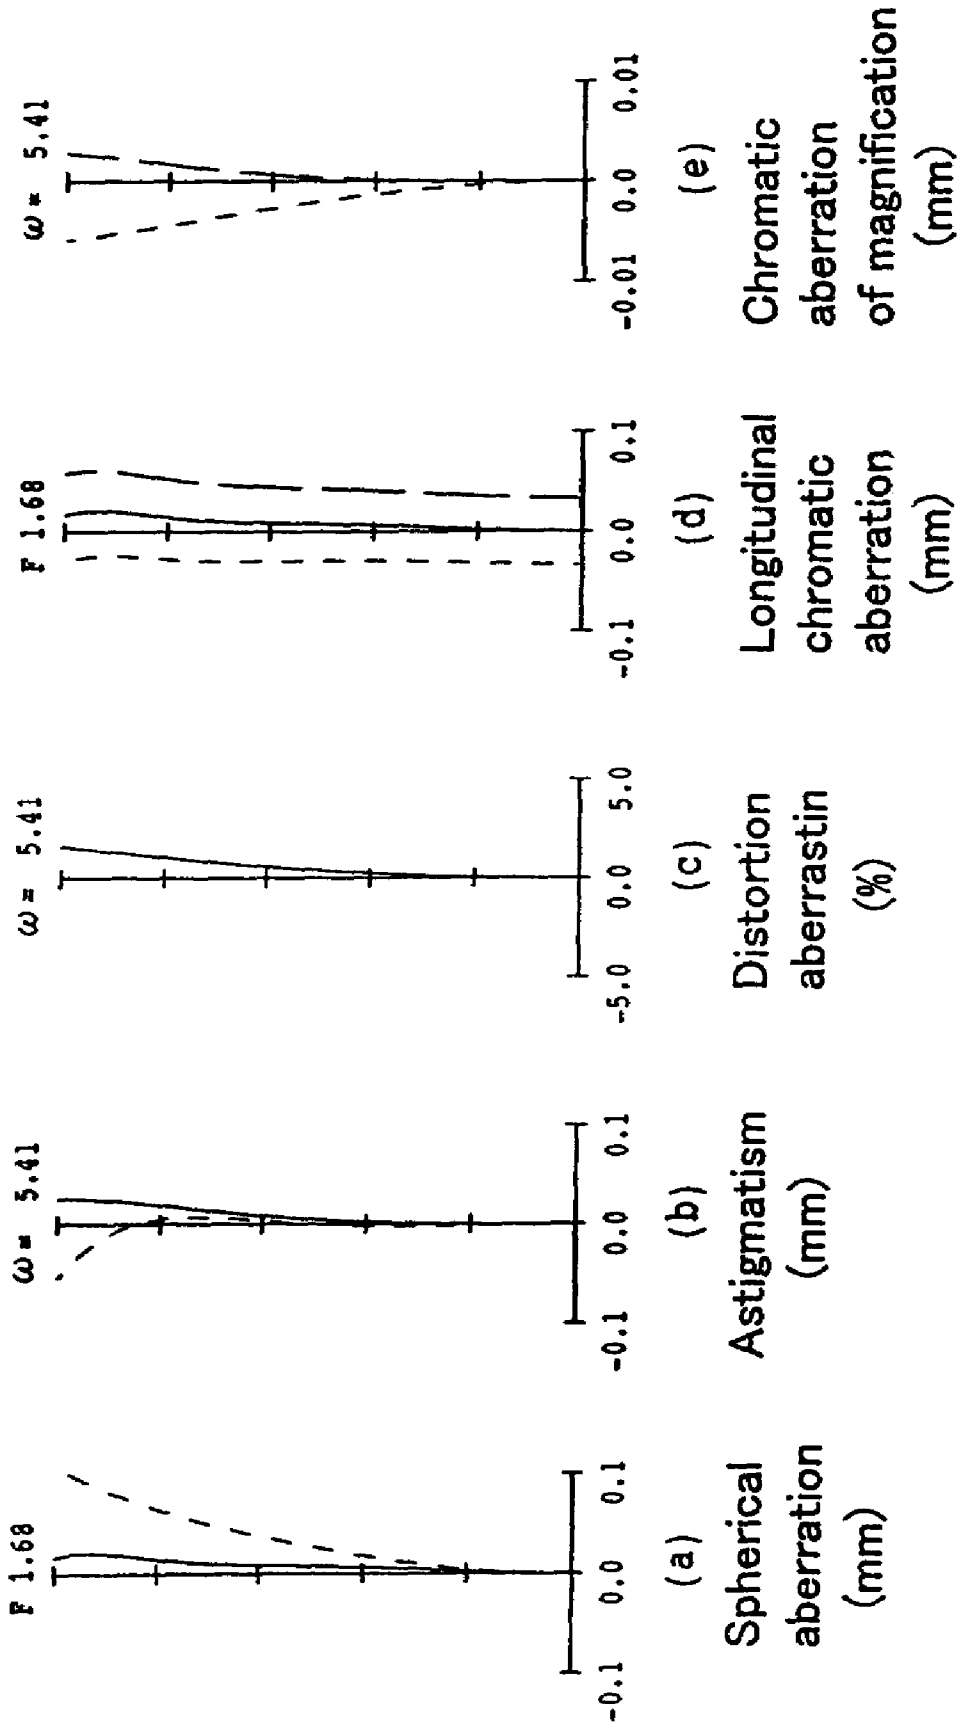 F 1.68
-0.1 0.0 0.1
(a)
Spherical
aberration
(mm)
ω= 5.41
-0.1 0.0 0.1
(b)
Astigmatism
(mm)
ω= 5.41
-5.0 0.0 5.0
(c)
Distortion
aberrastin
(%)
F 1.68
-0.1 0.0 0.1
(d)
Longitudinal
chromatic
aberration
(mm)
ω= 5.41
-0.01 0.0 0.01
(e)
Chromatic
aberration
of magnification
(mm)